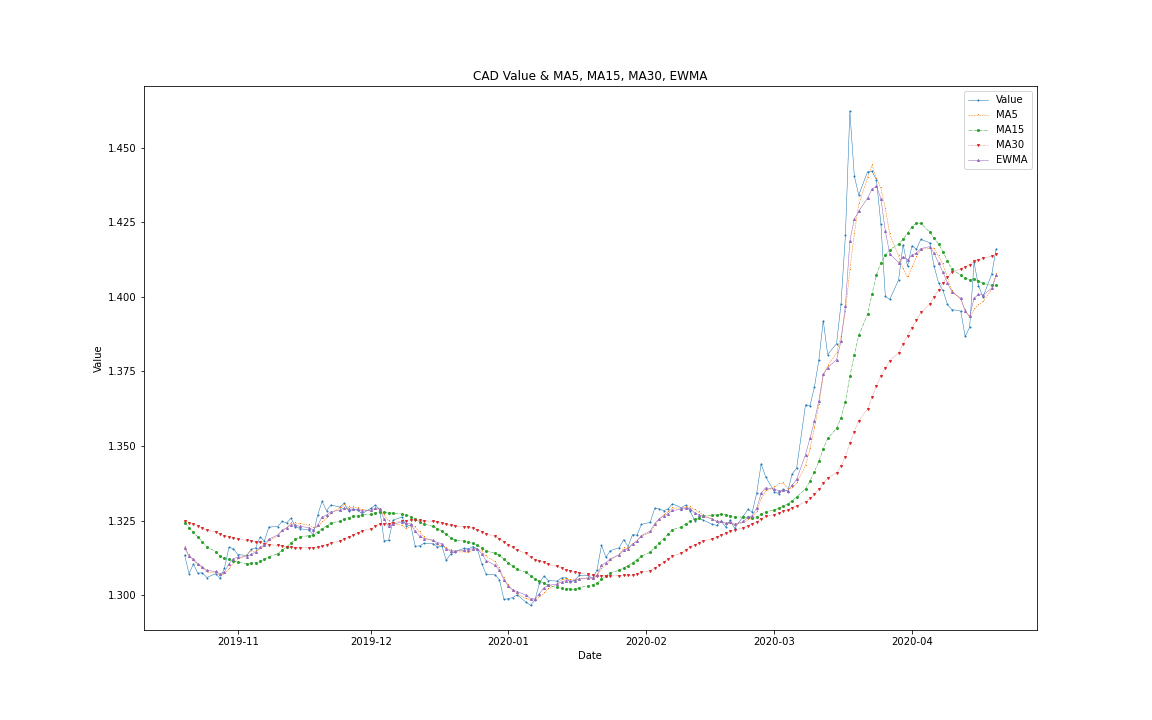 CAD Value & MA5, MA15, MA30, EWMA
Value
MA5
MA15
MA30
EWMA
1.450
1.425
1.400
1.375
1.350
1.325
1.300
Value
2019-11
2019-12
2020-01
2020-02
2020-03
2020-04
Date